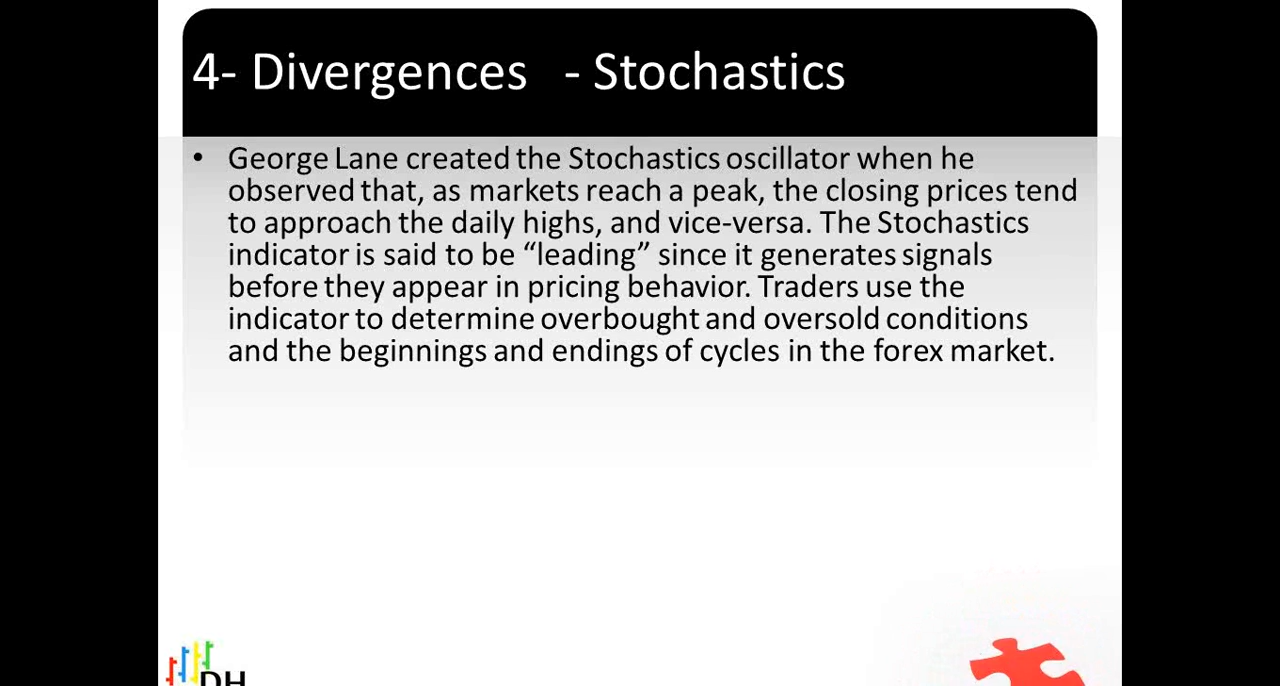 4- Divergences - Stochastics
• George Lane created the Stochastics oscillator when he
observed that, as markets reach a peak, the closing prices tend
to approach the daily highs, and vice-versa. The Stochastics
indicator is said to be “leading” since it generates signals
before they appear in pricing behavior. Traders use the
indicator to determine overbought and oversold conditions
and the beginnings and endings of cycles in the forex market.
DH